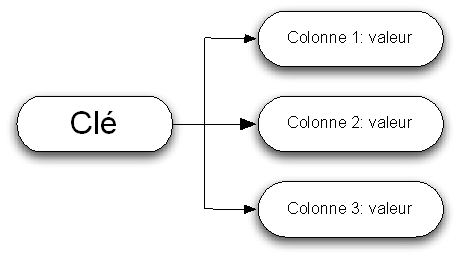 Colonne 1: valeur
Clé
Colonne 2: valeur
Colonne 3: valeur